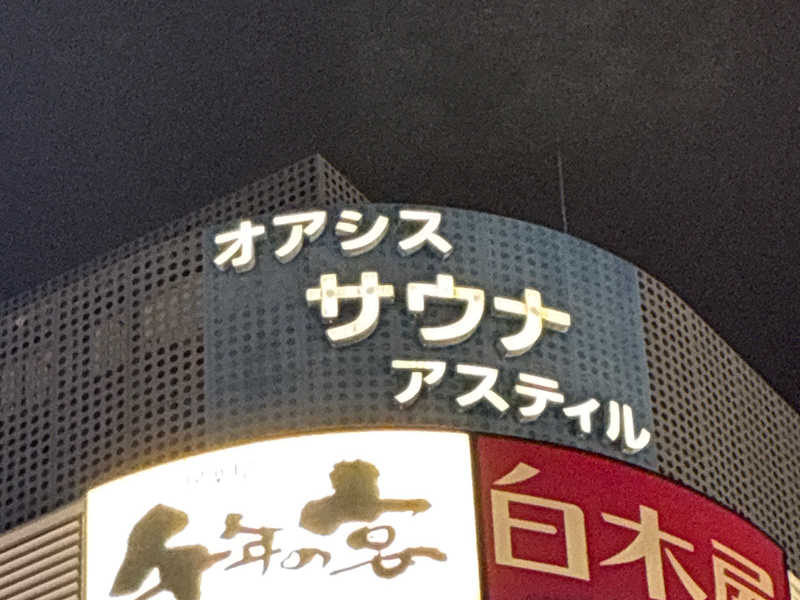 オアシス
サウナ
アスティル
千年の宴
白木屋